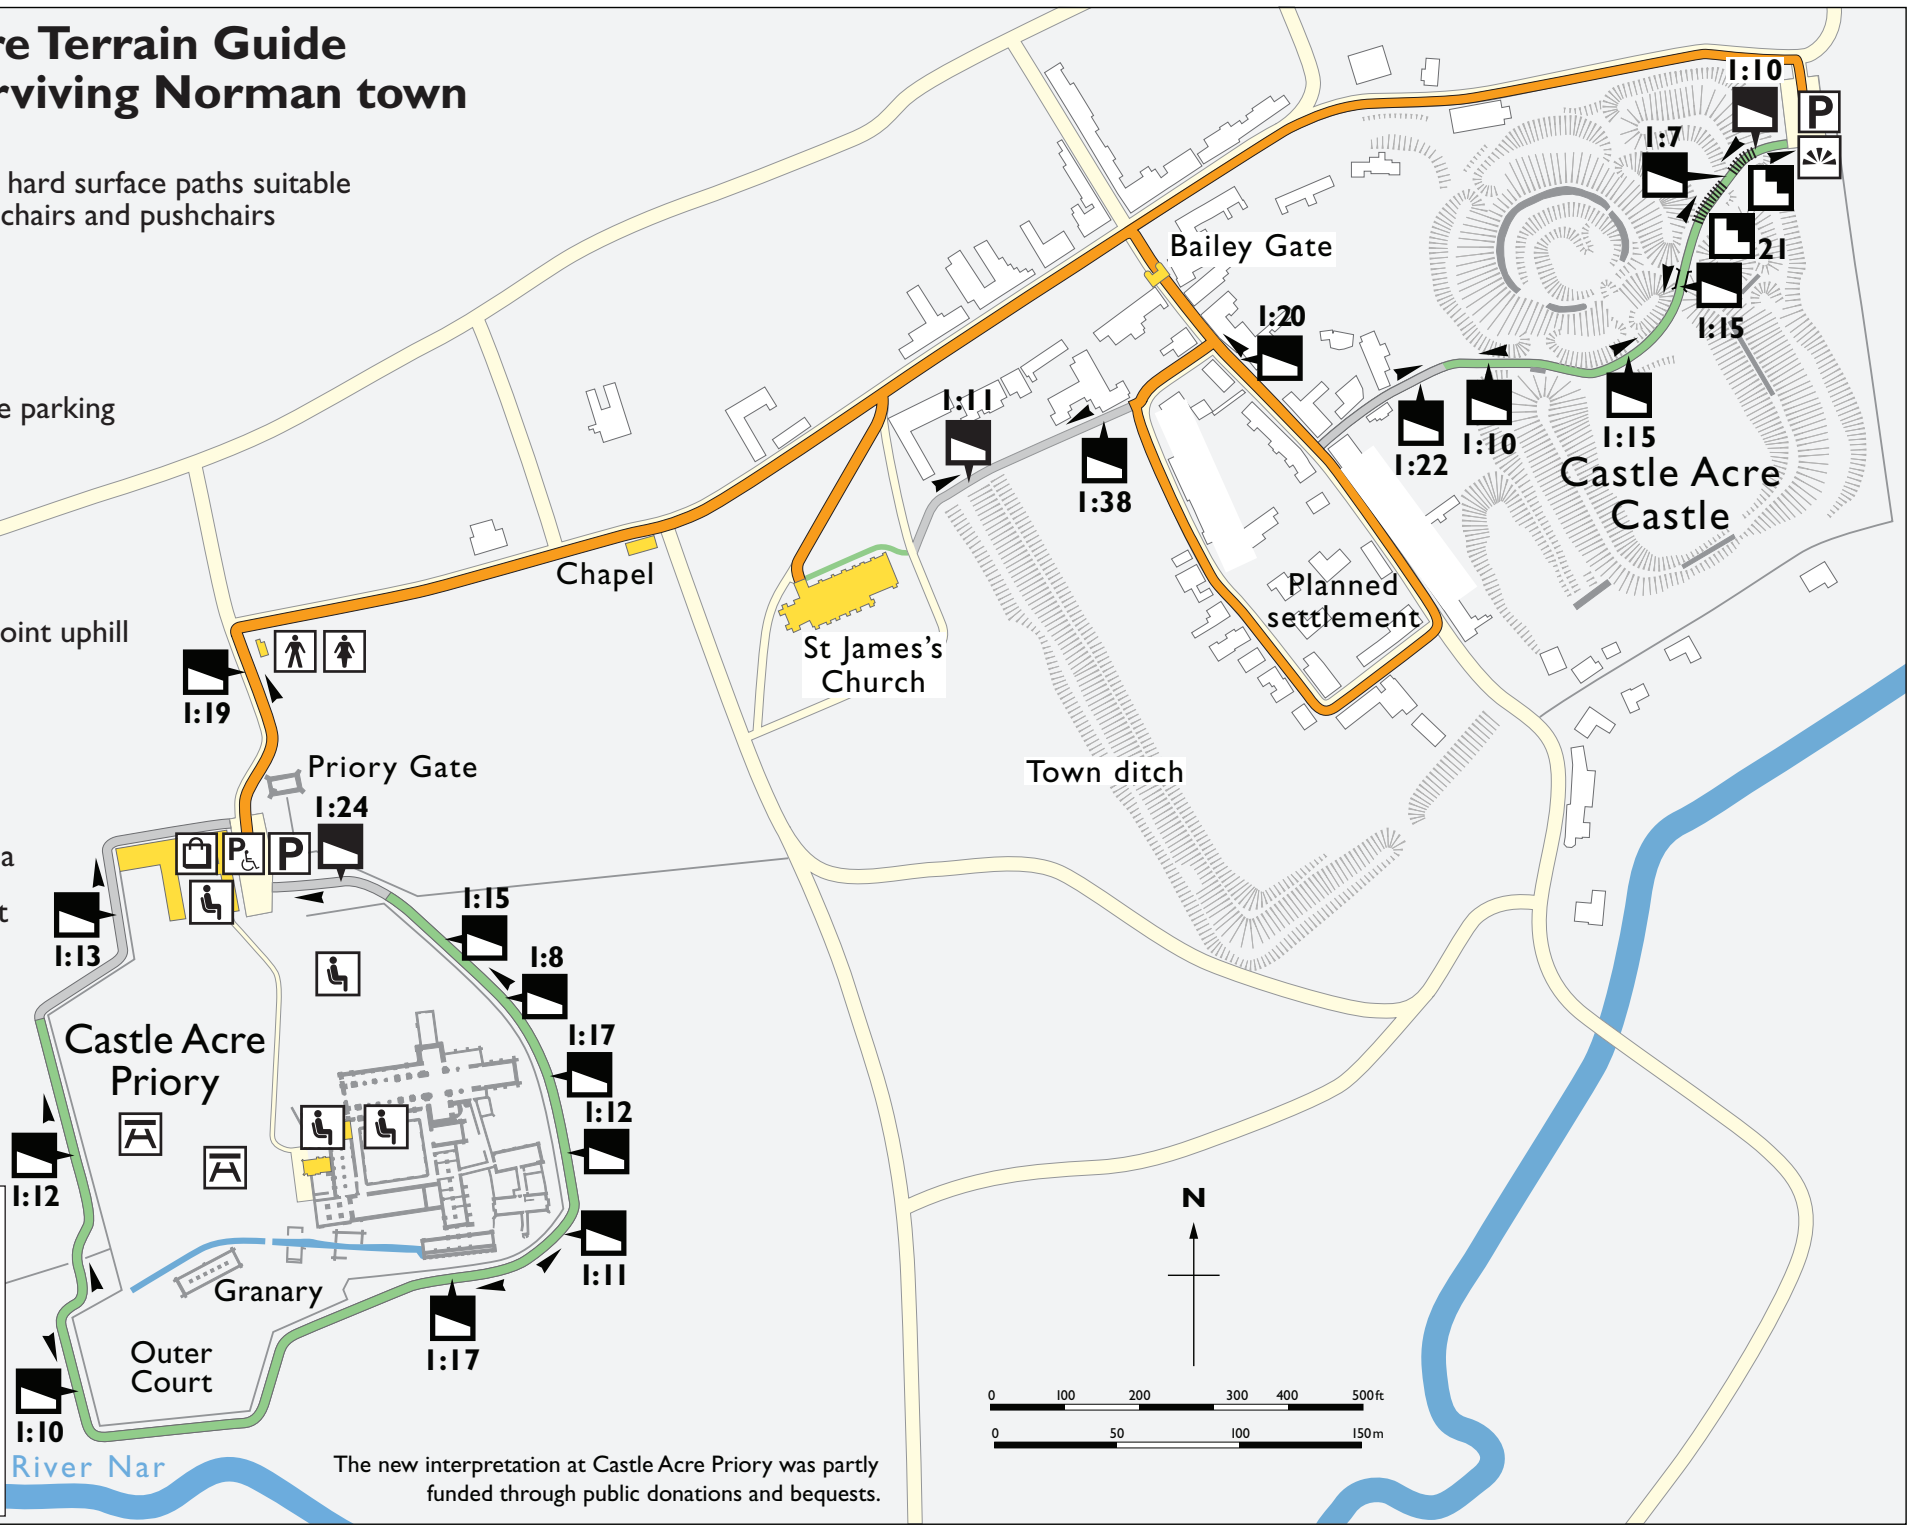 re Terrain Guide
rviving Norman town
hard surface paths suitable
chairs and pushchairs
e parking
oint uphill
a
t
1:10
P
1:7
21
1:15
Bailey Gate
1:20
1:11
1:38
1:22
1:10
1:15
Castle Acre
Castle
Chapel
Planned
settlement
St James's
Church
1:19
Priory Gate
1:24
P
P
Town ditch
1:13
1:15
1:8
1:17
1:12
Castle Acre
Priory
1:12
1:11
Granary
1:17
Outer
Court
1:10
River Nar
N
0 100 200 300 400 500ft
0 50 100 150m
The new interpretation at Castle Acre Priory was partly
funded through public donations and bequests.